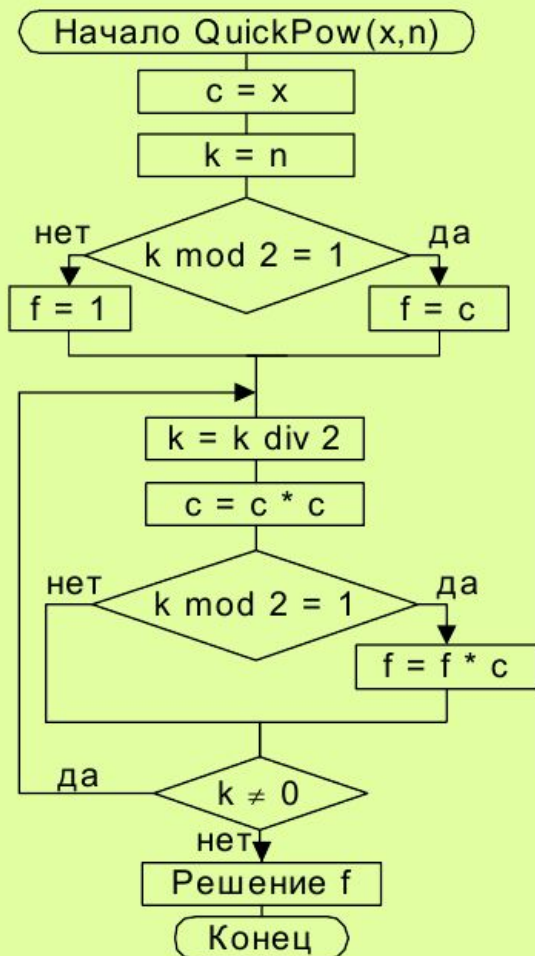 Начало QuickPow(x,n)
c = x
k = n
нет
да
k mod 2 = 1
f = 1
f = c
k = k div 2
c = c * c
нет
да
k mod 2 = 1
f = f * c
да
k ≠ 0
нет
Решение f
Конец